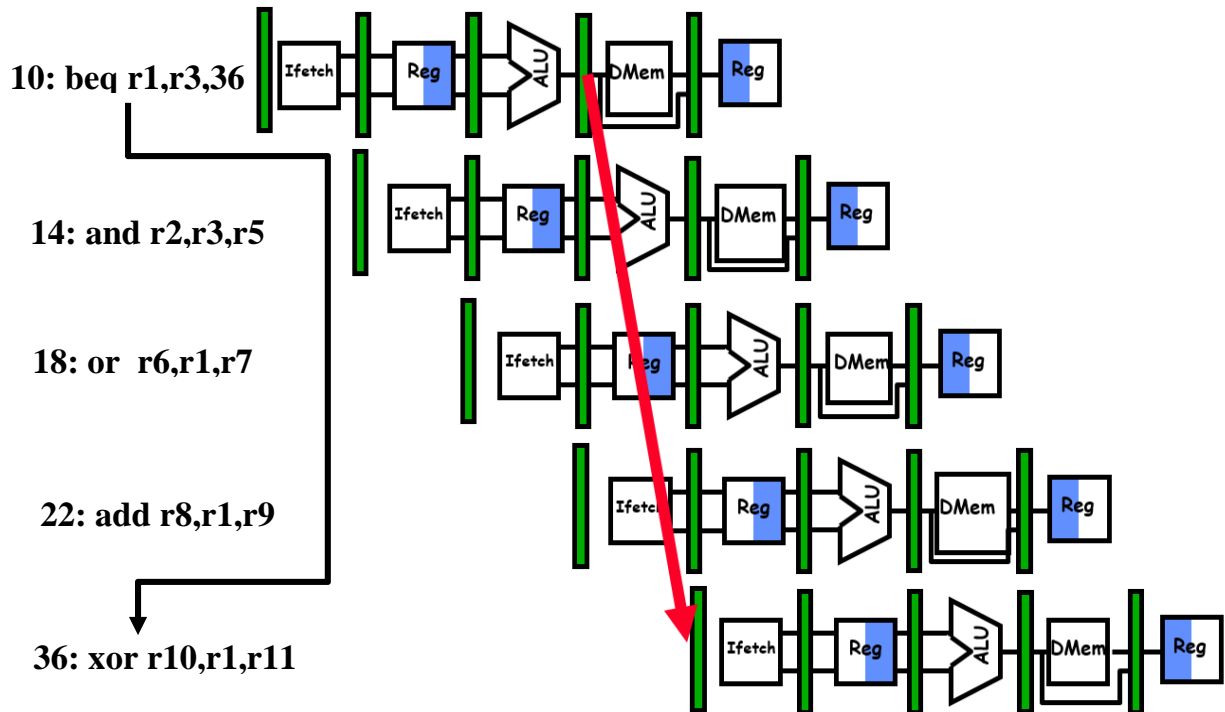 10: beq r1,r3,36
Ifetch Reg ALU DMem Reg
14: and r2,r3,r5
Ifetch Reg ALU DMem Reg
18: or r6,r1,r7
Ifetch Reg ALU DMem Reg
22: add r8,r1,r9
Ifetch Reg ALU DMem Reg
36: xor r10,r1,r11
Ifetch Reg ALU DMem Reg